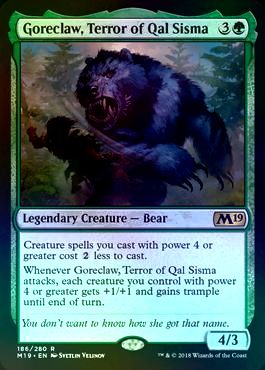 Goreclaw, Terror of Qal Sisma 3
Legendary Creature — Bear M19
Creature spells you cast with power 4 or
greater cost 2 less to cast.
Whenever Goreclaw, Terror of Qal Sisma
attacks, each creature you control with
power 4 or greater gets +1/+1 and gains trample
until end of turn.
You don't want to know how she got that name.
4/3
186/280 R
M19 • EN Svetlin Velinov
™ & © 2018 Wizards of the Coast